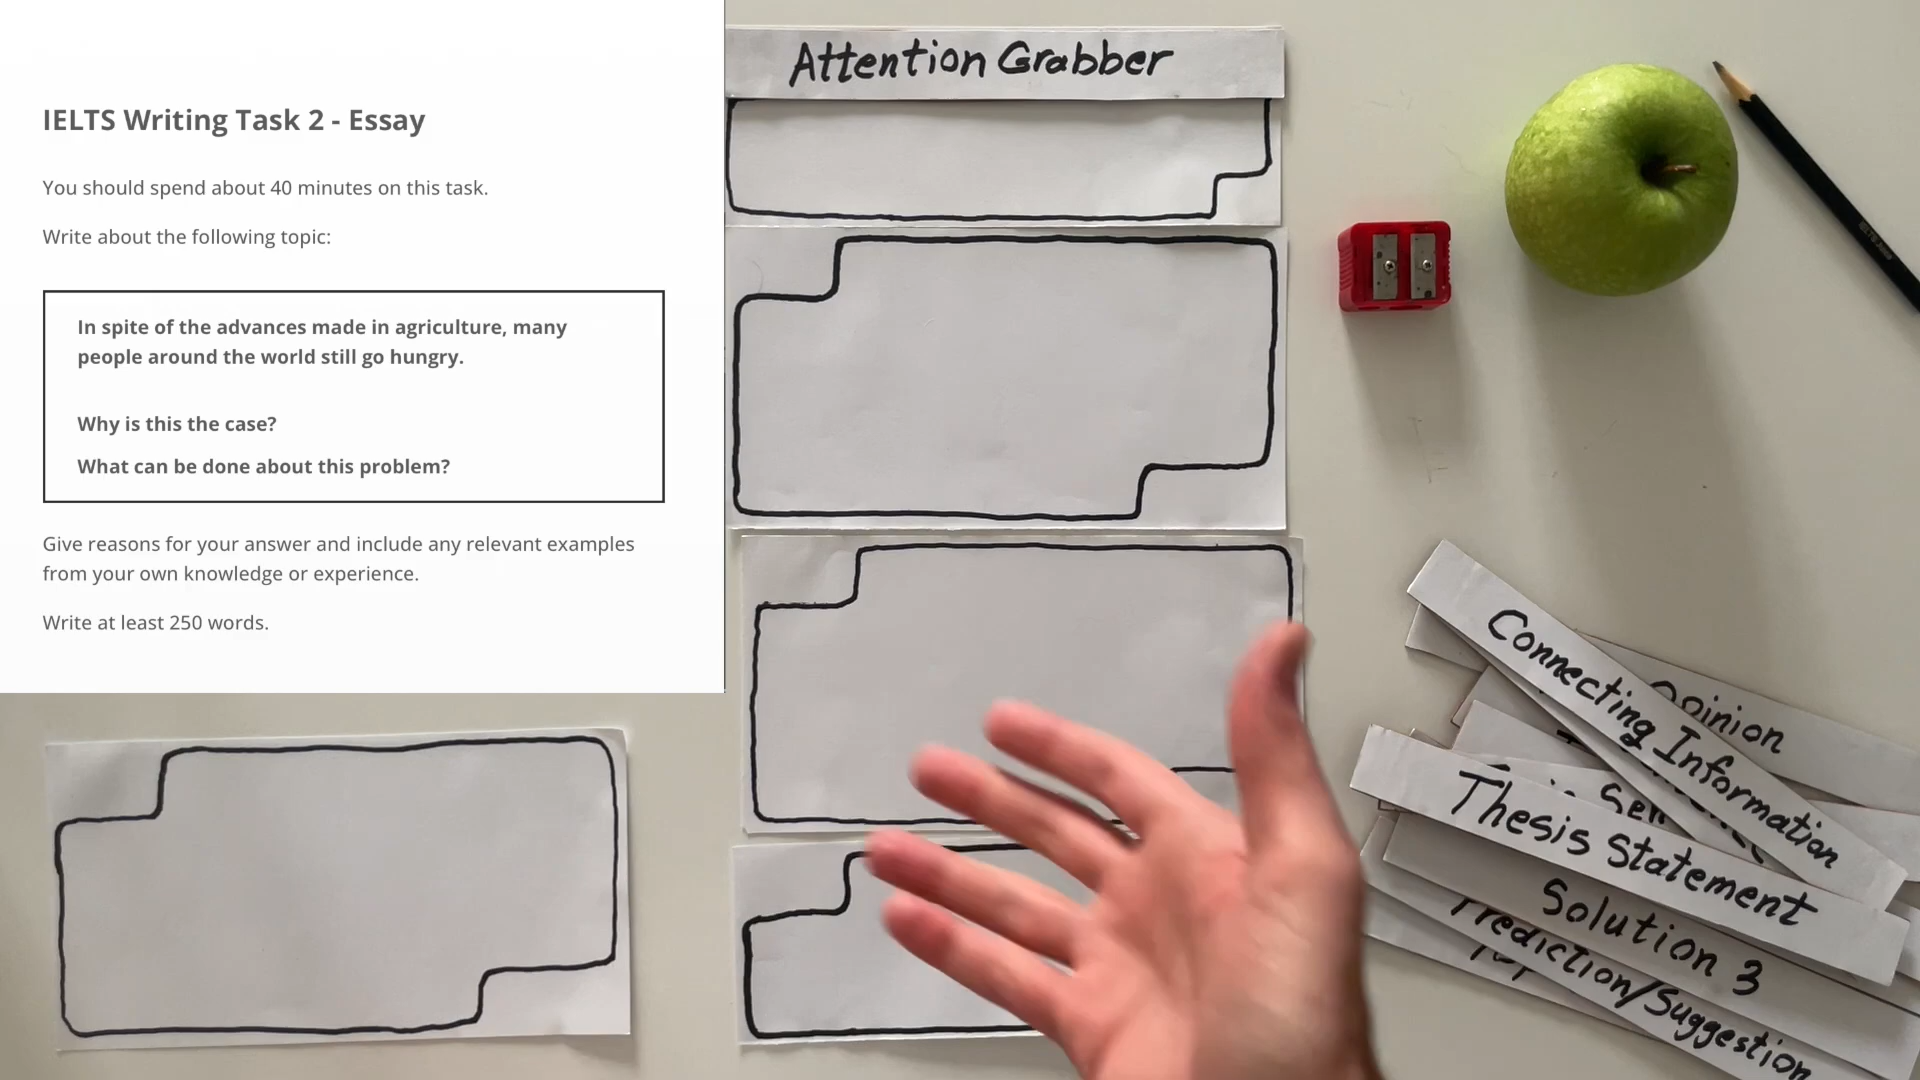 IELTS Writing Task 2 - Essay
You should spend about 40 minutes on this task.
Write about the following topic:
In spite of the advances made in agriculture, many
people around the world still go hungry.
Why is this the case?
What can be done about this problem?
Give reasons for your answer and include any relevant examples
from your own knowledge or experience.
Write at least 250 words.
Attention Grabber
Opinion
Connecting Information
Thesis Statement
Solution 3
Prediction/Suggestion